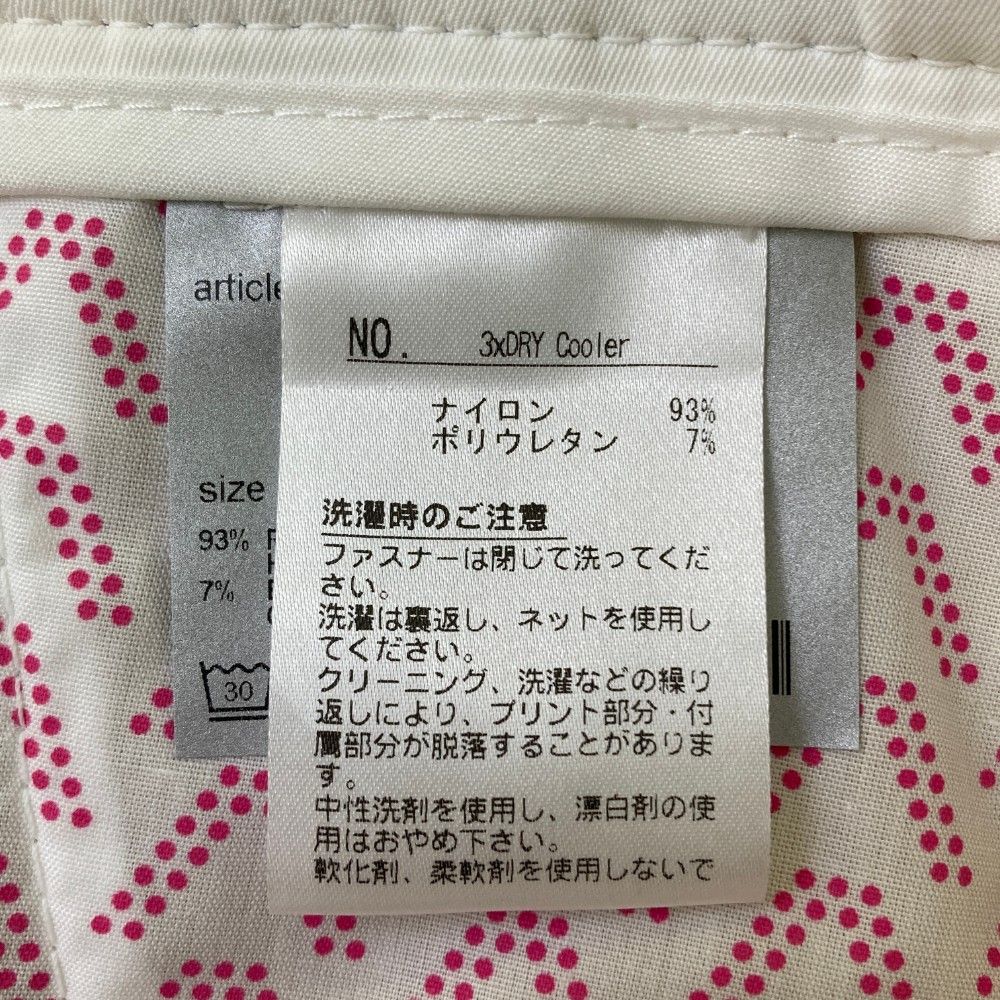 article
NO. 3xDRY Cooler
ナイロン 93%
ポリウレタン 7%
size
93%
7%
30
洗濯時のご注意
ファスナーは閉じて洗ってくだ
さい。
洗濯は裏返し、ネットを使用し
てください。
クリーニング、洗濯などの繰り
返しにより、プリント部分・付
属部分が脱落することがありま
す。
中性洗剤を使用し、漂白剤の使
用はおやめ下さい。
軟化剤、柔軟剤を使用しないで